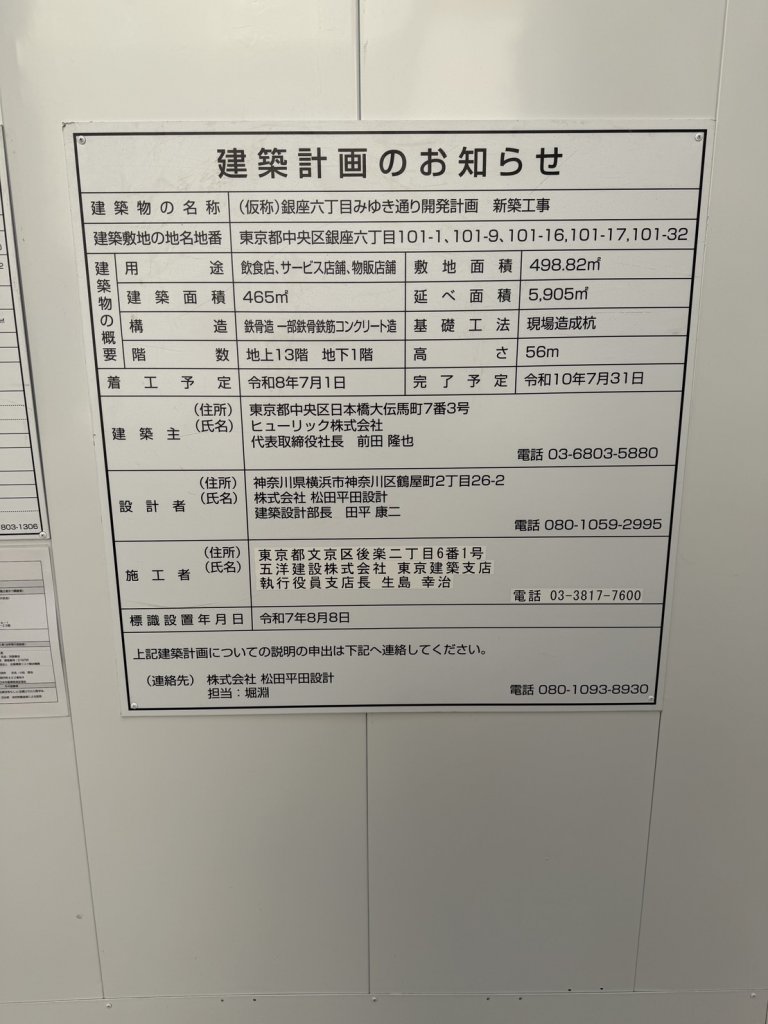 建築計画のお知らせ
建築物の名称 (仮称)銀座六丁目みゆき通り開発計画 新築工事
建築敷地の地名地番 東京都中央区銀座六丁目101-1、101-9、101-16,101-17,101-32
建築物の概要
用途 飲食店、サービス店舗、物販店舗 敷地面積 498.82㎡
建築面積 465㎡ 延べ面積 5,905㎡
構造 鉄骨造 一部鉄骨鉄筋コンクリート造 基礎工法 現場造成杭
階数 地上13階 地下1階 高さ 56m
着工予定 令和8年7月1日 完了予定 令和10年7月31日
建築主 (住所) 東京都中央区日本橋大伝馬町7番3号
(氏名) ヒューリック株式会社
代表取締役社長 前田 隆也
電話 03-6803-5880
設計者 (住所) 神奈川県横浜市神奈川区鶴屋町2丁目26-2
(氏名) 株式会社 松田平田設計
建築設計部長 田平 康二
電話 080-1059-2995
施工者 (住所) 東京都文京区後楽二丁目6番1号
(氏名) 五洋建設株式会社 東京建築支店
執行役員支店長 生島 幸治
電話 03-3817-7600
標識設置年月日 令和7年8月8日
上記建築計画についての説明の申出は下記へ連絡してください。
(連絡先) 株式会社 松田平田設計
担当:堀淵
電話 080-1093-8930
803-1306